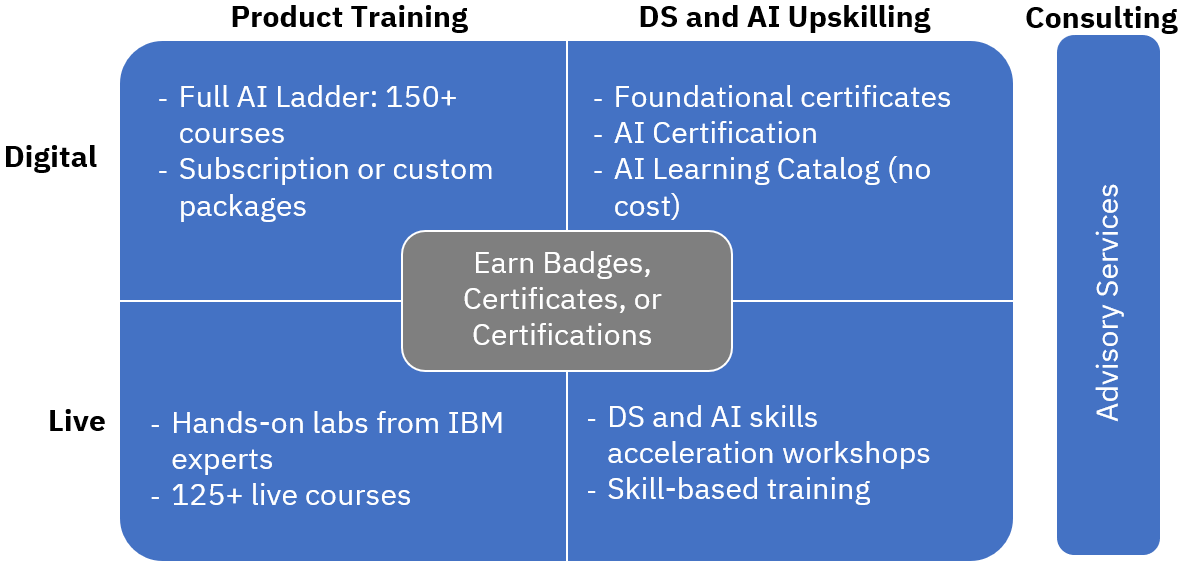 Product Training
DS and AI Upskilling
Consulting
Digital
- Full AI Ladder: 150+
courses
- Subscription or custom
packages
- Foundational certificates
- AI Certification
- AI Learning Catalog (no
cost)
Earn Badges,
Certificates, or
Certifications
Live
- Hands-on labs from IBM
experts
- 125+ live courses
- DS and AI skills
acceleration workshops
- Skill-based training
Advisory Services